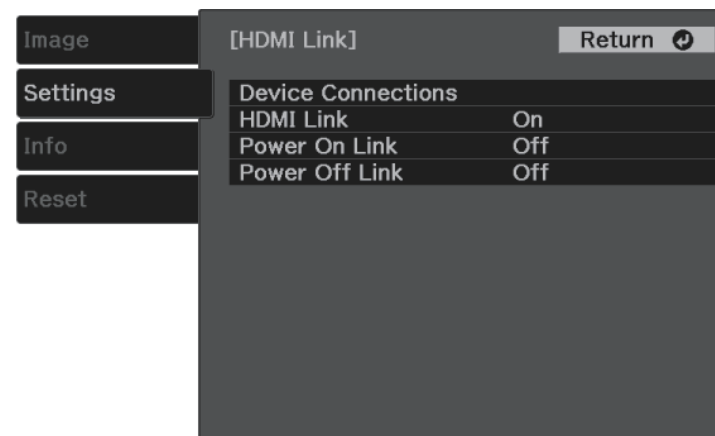 Image
Settings
Info
Reset
[HDMI Link]
Return
Device Connections
HDMI Link On
Power On Link Off
Power Off Link Off